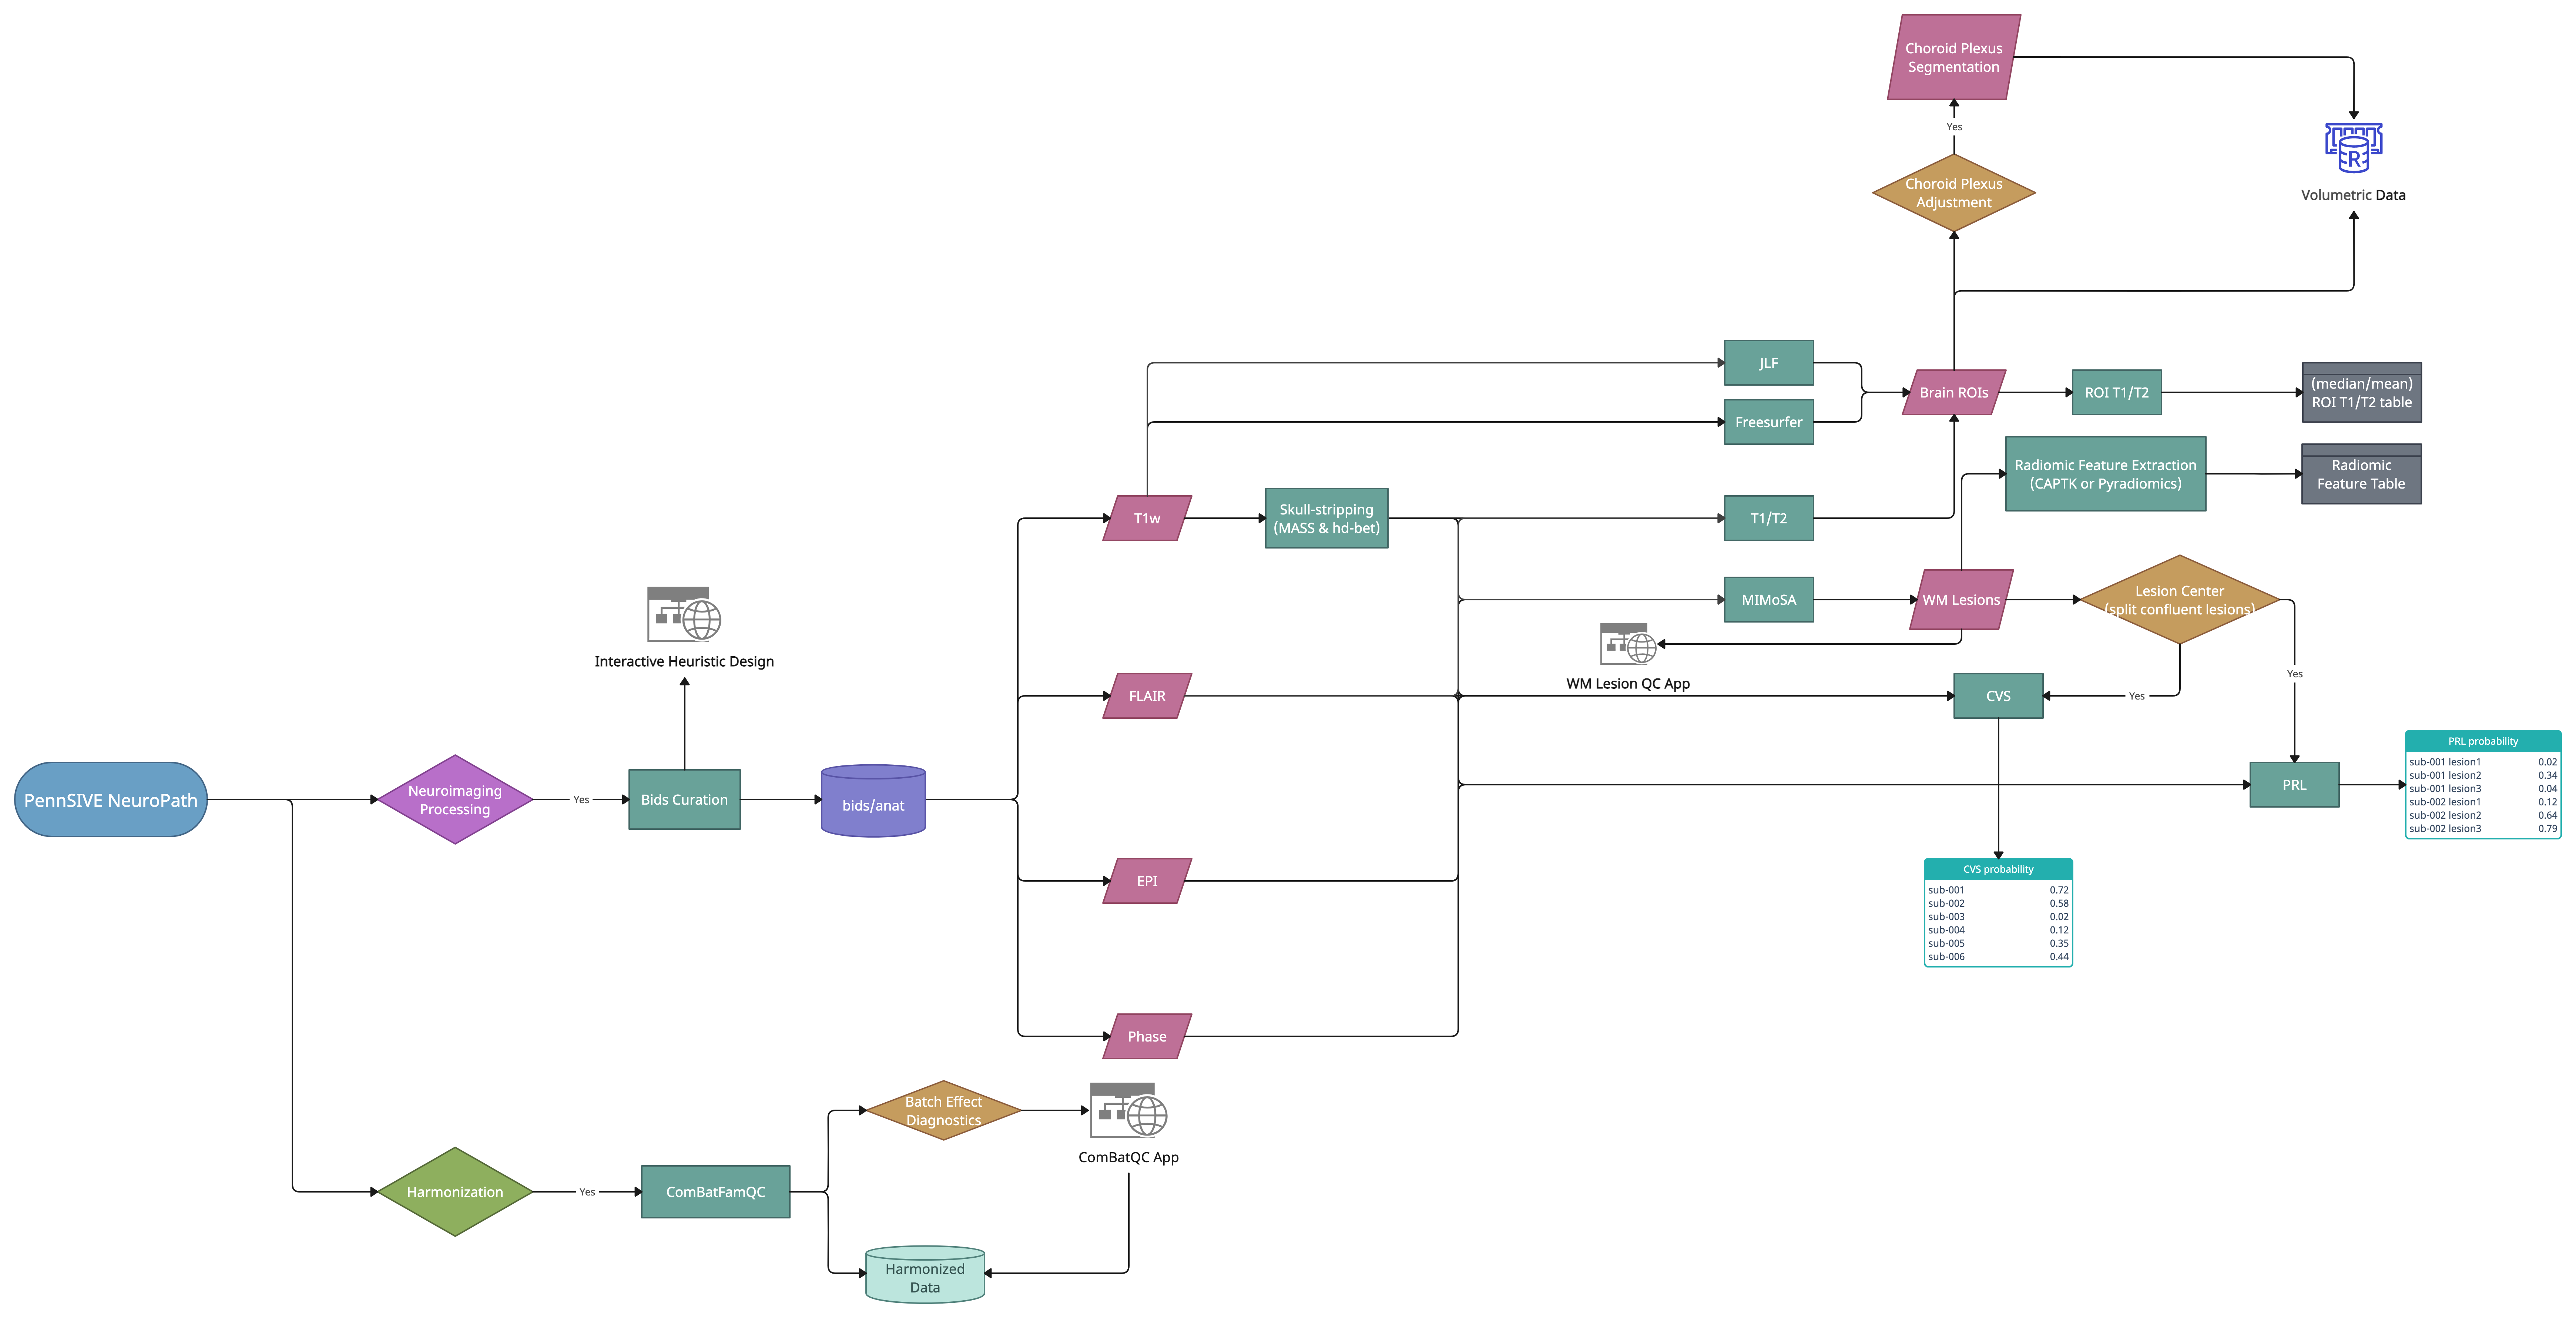 Choroid Plexus
Segmentation
Yes
Choroid Plexus
Adjustment
Volumetric Data
JLF
Freesurfer
Brain ROIs
ROI T1/T2
(median/mean)
ROI T1/T2 table
Radiomic Feature Extraction
(CAPTK or Pyradiomics)
Radiomic
Feature Table
T1w
Skull-stripping
(MASS & hd-bet)
T1/T2
MIMoSA
WM Lesions
Lesion Center
(split confluent lesions)
Interactive Heuristic Design
WM Lesion QC App
FLAIR
CVS
Yes
Yes
PennSIVE NeuroPath
Neuroimaging
Processing
Yes
Bids Curation
bids/anat
PRL
PRL probability
sub-001 lesion1 0.02
sub-001 lesion2 0.34
sub-001 lesion3 0.04
sub-002 lesion1 0.12
sub-002 lesion2 0.64
sub-002 lesion3 0.79
EPI
CVS probability
sub-001 0.72
sub-002 0.58
sub-003 0.02
sub-004 0.12
sub-005 0.35
sub-006 0.44
Phase
Batch Effect
Diagnostics
ComBatQC App
Harmonization
Yes
ComBatFamQC
Harmonized
Data
R